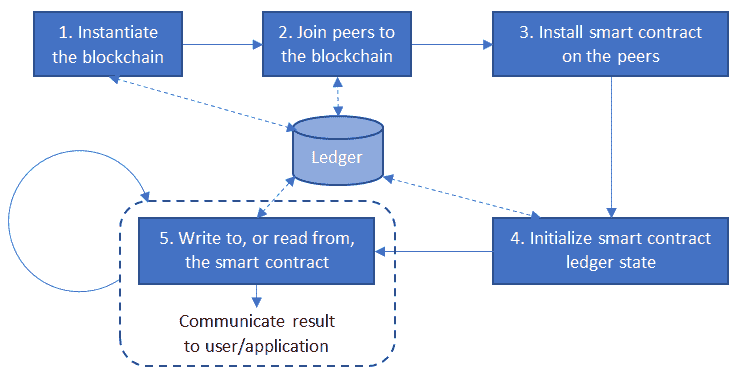 1. Instantiate
the blockchain
2. Join peers to
the blockchain
3. Install smart contract
on the peers
Ledger
4. Initialize smart contract
ledger state
5. Write to, or read from,
the smart contract
Communicate result
to user/application